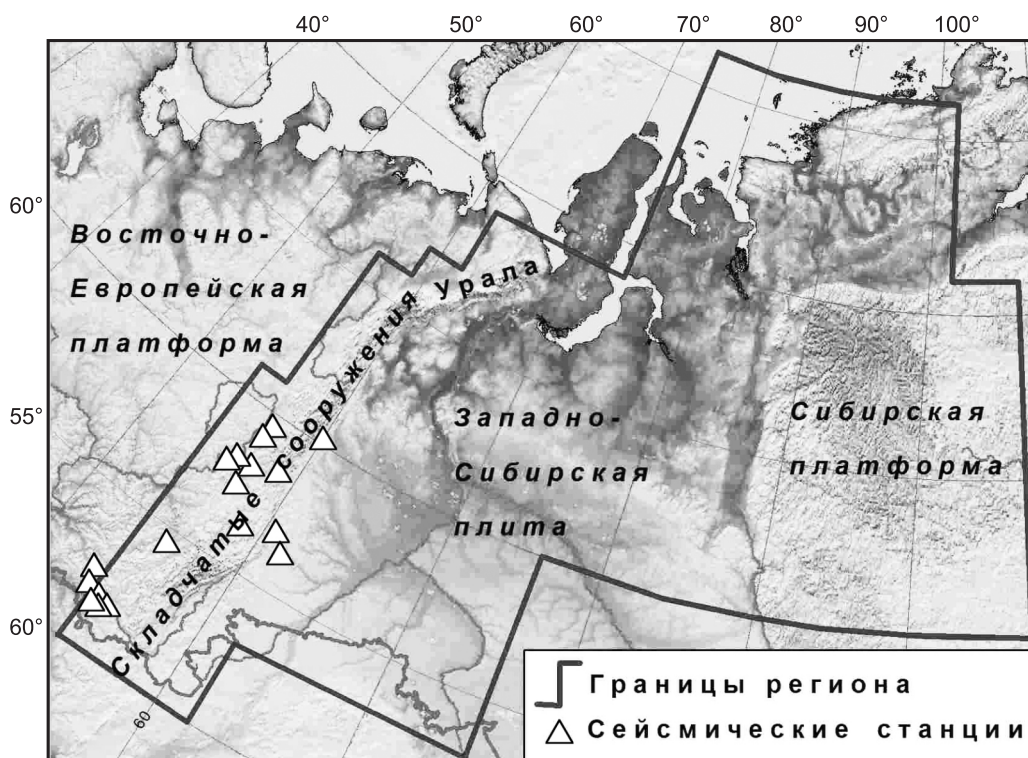 40°
50°
60°
70°
80°
90°
100°
60°
Восточно-
Европейская
платформа
Складчатые сооружения Урала
55°
Западно-
Сибирская
плита
Сибирская
платформа
60°
60
Границы региона
Сейсмические станции